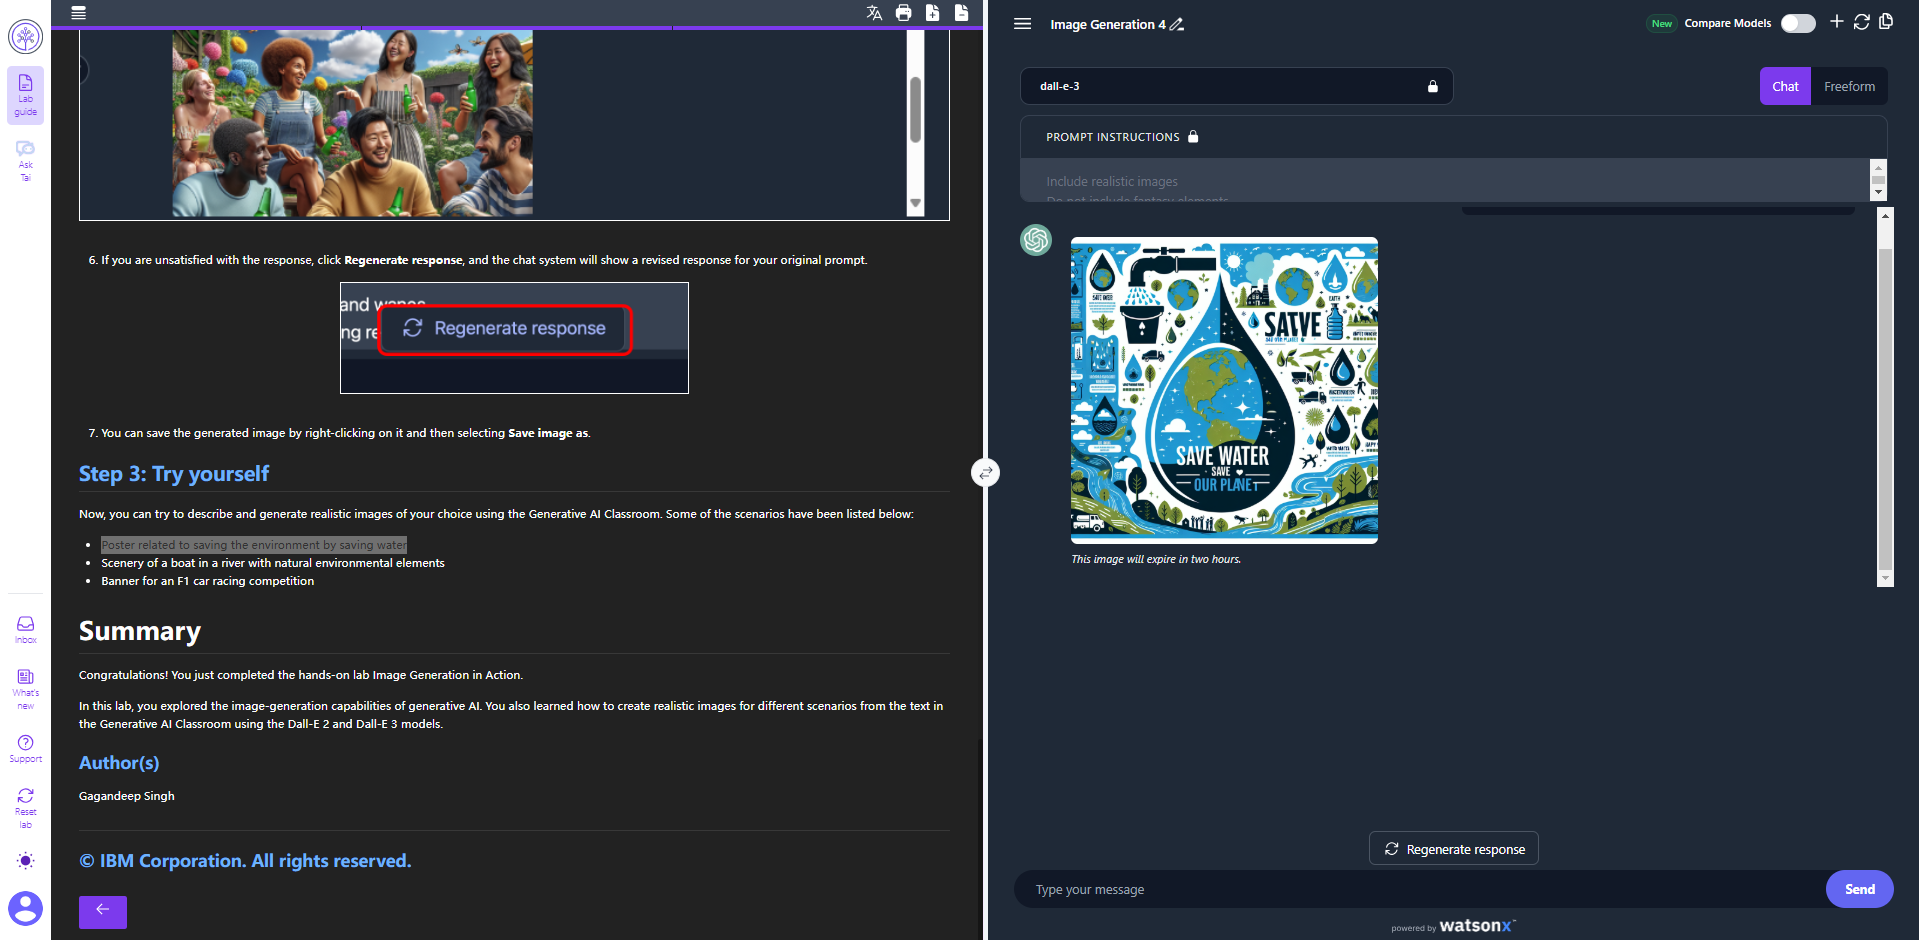 Lab
guide
Ask
Tai
Inbox
What's
new
Support
Reset
lab
6. If you are unsatisfied with the response, click Regenerate response, and the chat system will show a revised response for your original prompt.
Regenerate response
7. You can save the generated image by right-clicking on it and then selecting Save image as.
Step 3: Try yourself
Now, you can try to describe and generate realistic images of your choice using the Generative AI Classroom. Some of the scenarios have been listed below:
• Poster related to saving the environment by saving water
• Scenery of a boat in a river with natural environmental elements
• Banner for an F1 car racing competition
Summary
Congratulations! You just completed the hands-on lab Image Generation in Action.
In this lab, you explored the image-generation capabilities of generative AI. You also learned how to create realistic images for different scenarios from the text in
the Generative AI Classroom using the Dall-E 2 and Dall-E 3 models.
Author(s)
Gagandeep Singh
© IBM Corporation. All rights reserved.
Image Generation 4
New Compare Models
dall-e-3
Chat Freeform
PROMPT INSTRUCTIONS
Include realistic images
Do not include fantasy elements
SATVE
EARTH
SAVE WATER
SAVE
OUR PLANET
This image will expire in two hours.
Regenerate response
Type your message
Send
powered by watsonx